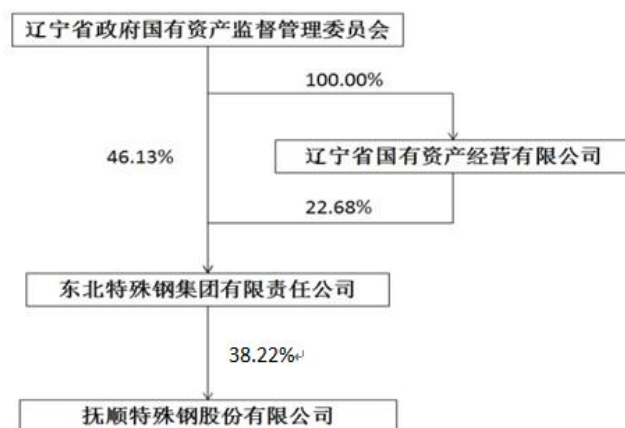 辽宁省政府国有资产监督管理委员会
100.00%
46.13%
辽宁省国有资产经营有限公司
22.68%
东北特殊钢集团有限责任公司
38.22%↵
抚顺特殊钢股份有限公司